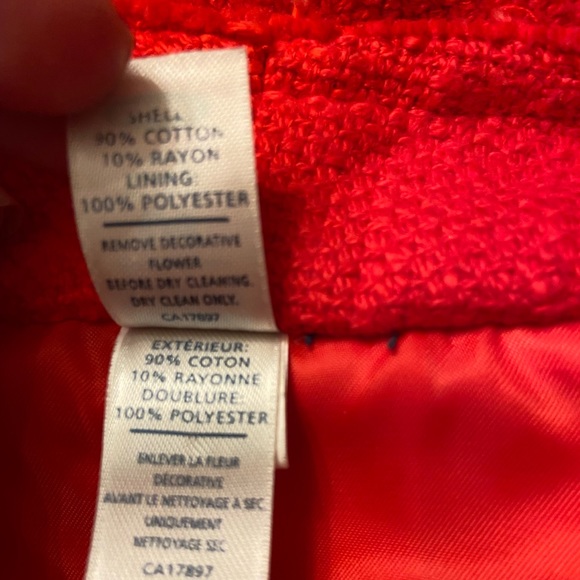 SHELL
90% COTTON
10% RAYON
LINING:
100% POLYESTER
REMOVE DECORATIVE
FLOWER
BEFORE DRY CLEANING.
DRY CLEAN ONLY.
CA17897
EXTÉRIEUR:
90% COTON
10% RAYONNE
DOUBLURE:
100% POLYESTER
ENLEVER LA FLEUR
DÉCORATIVE
AVANT LE NETTOYAGE A SEC
UNIQUEMENT
NETTOYAGE SEC
CA17897